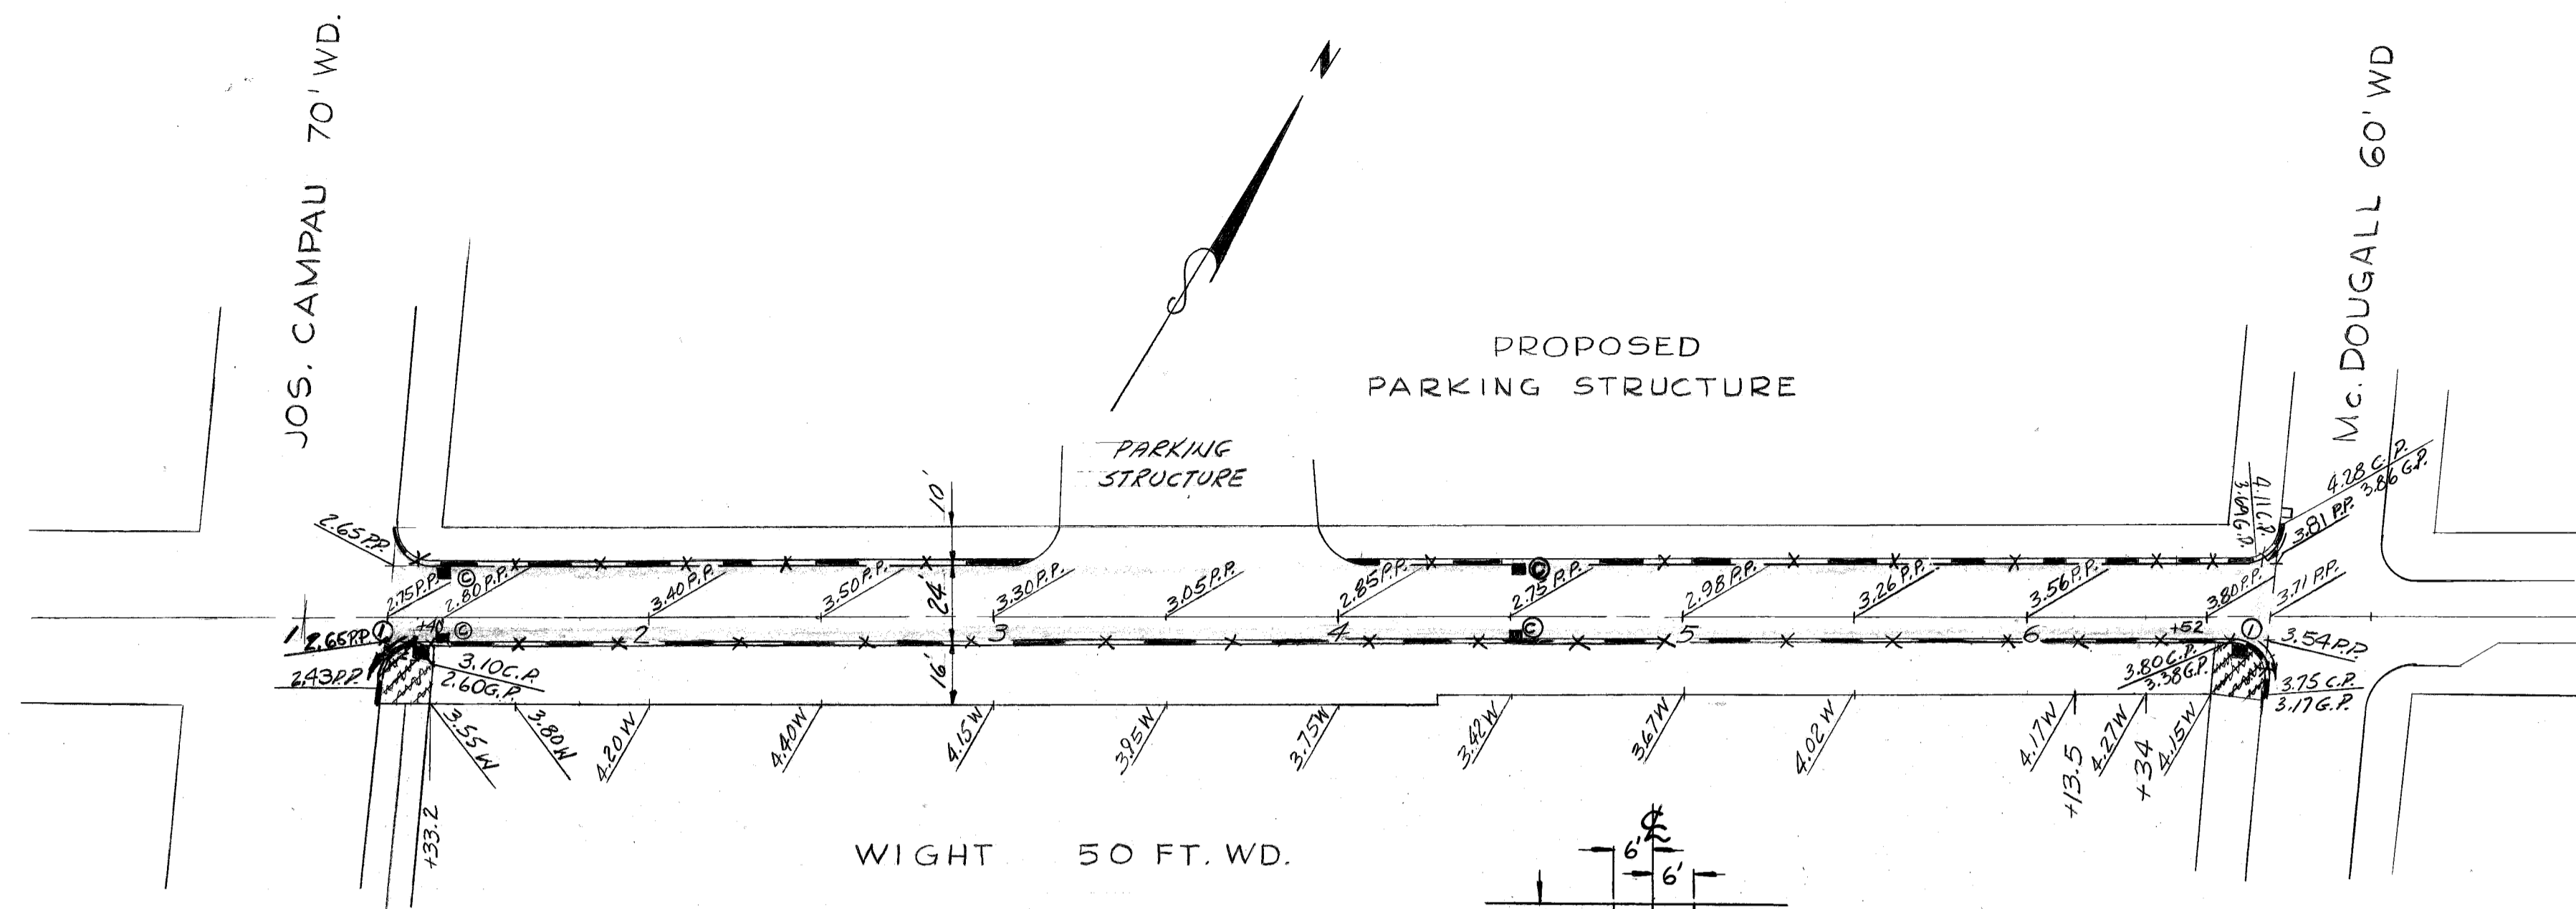 JOS. CAMPAU 70' WD.
N
Mc. DOUGALL 60' WD
PROPOSED
PARKING STRUCTURE
PARKING
STRUCTURE
10'
24'
16'
4.28 C.P.
3.86 G.P.
4.11 C.P.
3.81 P.P.
2.65 P.P.
2.75 P.P.
2.80 P.P.
3.40 P.P.
3.50 P.P.
3.30 P.P.
3.05 P.P.
2.85 P.P.
2.75 P.P.
2.98 P.P.
3.26 P.P.
3.56 P.P.
3.80 P.P.
3.71 P.P.
C
C
C
C
1
2.65 P.P.
1
+40
2
3
4
5
6
+52
1
3.54 P.P.
2.43 P.P.
3.10 C.P.
2.60 G.P.
3.80 C.P.
3.38 G.P.
3.75 C.P.
3.17 G.P.
3.55 W
3.80 W
4.20 W
4.40 W
4.15 W
3.95 W
3.75 W
3.42 W
3.67 W
4.02 W
4.17 W
+13.5
4.27 W
+34
4.15 W
+33.2
WIGHT 50 FT. WD.
℄
6'
6'